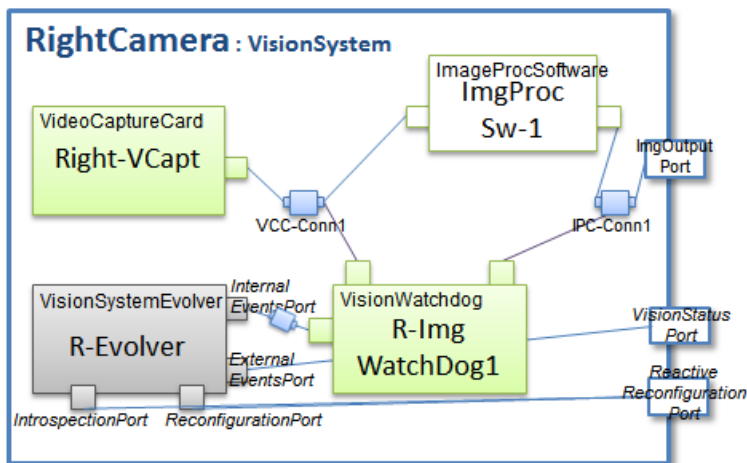 RightCamera : VisionSystem
ImageProcSoftware
ImgProc
Sw-1
VideoCaptureCard
Right-VCapt
ImgOutput
Port
VCC-Conn1
IPC-Conn1
Internal
EventsPort
VisionSystemEvolver
R-Evolver
VisionWatchdog
R-Img
WatchDog1
VisionStatus
Port
External
EventsPort
Reactive
Reconfiguration
Port
IntrospectionPort
ReconfigurationPort